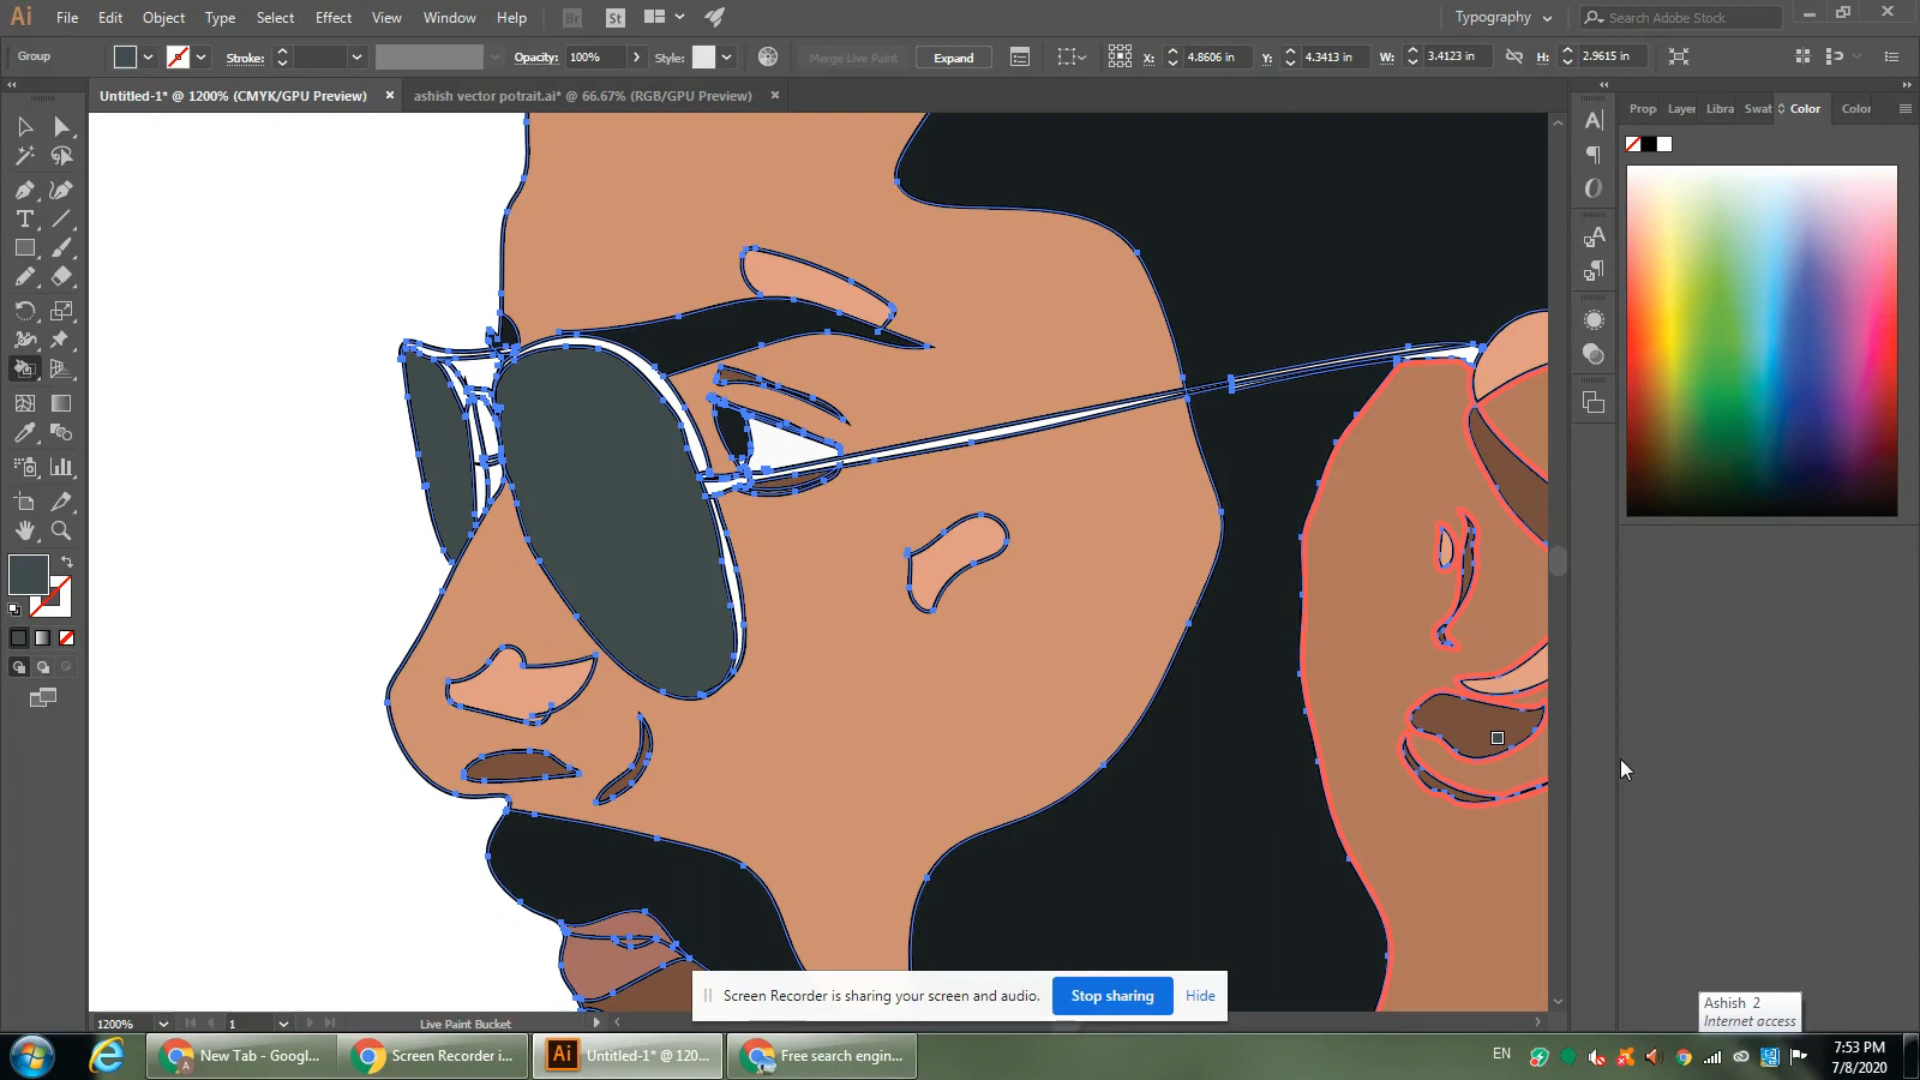 Ai File Edit Object Type Select Effect View Window Help Br St Typography Search Adobe Stock
Group Stroke: Opacity: 100% Style: Merge Live Paint Expand X: 4.8606 in Y: 4.3413 in W: 3.4123 in H: 2.9615 in
Untitled-1* @ 1200% (CMYK/GPU Preview) ashish vector potrait.ai* @ 66.67% (RGB/GPU Preview)
Prop Layer Libra Swat Color Color
Screen Recorder is sharing your screen and audio. Stop sharing Hide
Ashish 2
Internet access
1200% 1 Live Paint Bucket
New Tab - Googl... Screen Recorder i... Ai Untitled-1* @ 120... Free search engin... EN
7:53 PM
7/8/2020